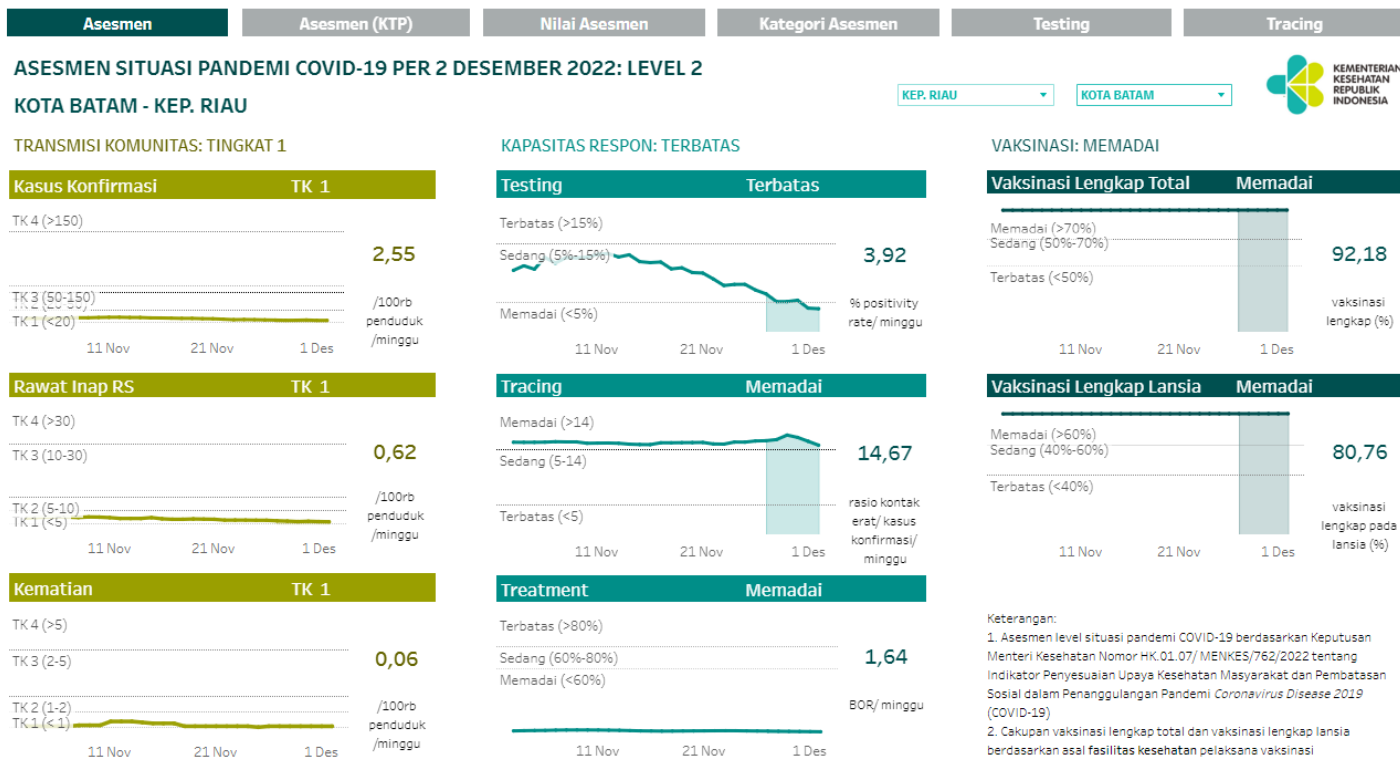 Asesmen
Asesmen (KTP)
Nilai Asesmen
Kategori Asesmen
Testing
Tracing
ASESMEN SITUASI PANDEMI COVID-19 PER 2 DESEMBER 2022: LEVEL 2
KOTA BATAM - KEP. RIAU
KEP. RIAU
KOTA BATAM
KEMENTERIAN
KESEHATAN
REPUBLIK
INDONESIA
TRANSMISI KOMUNITAS: TINGKAT 1
Kasus Konfirmasi TK 1
TK 4 (>150)
TK 3 (50-150)
TK 1 (<20)
2,55
/100rb
penduduk
/minggu
11 Nov 21 Nov 1 Des
Rawat Inap RS TK 1
TK 4 (>30)
TK 3 (10-30)
TK 2 (5-10)
TK 1 (<5)
0,62
/100rb
penduduk
/minggu
11 Nov 21 Nov 1 Des
Kematian TK 1
TK 4 (>5)
TK 3 (2-5)
TK 2 (1-2)
TK 1 (<1)
0,06
/100rb
penduduk
/minggu
11 Nov 21 Nov 1 Des
KAPASITAS RESPON: TERBATAS
Testing Terbatas
Terbatas (>15%)
Sedang (5%-15%)
Memadai (<5%)
3,92
% positivity
rate/ minggu
11 Nov 21 Nov 1 Des
Tracing Memadai
Memadai (>14)
Sedang (5-14)
Terbatas (<5)
14,67
rasio kontak
erat/ kasus
konfirmasi/
minggu
11 Nov 21 Nov 1 Des
Treatment Memadai
Terbatas (>80%)
Sedang (60%-80%)
Memadai (<60%)
1,64
BOR/ minggu
11 Nov 21 Nov 1 Des
VAKSINASI: MEMADAI
Vaksinasi Lengkap Total Memadai
Memadai (>70%)
Sedang (50%-70%)
Terbatas (<50%)
92,18
vaksinasi
lengkap (%)
11 Nov 21 Nov 1 Des
Vaksinasi Lengkap Lansia Memadai
Memadai (>60%)
Sedang (40%-60%)
Terbatas (<40%)
80,76
vaksinasi
lengkap pada
lansia (%)
11 Nov 21 Nov 1 Des
Keterangan:
1. Asesmen level situasi pandemi COVID-19 berdasarkan Keputusan
Menteri Kesehatan Nomor HK.01.07/ MENKES/762/2022 tentang
Indikator Penyesuaian Upaya Kesehatan Masyarakat dan Pembatasan
Sosial dalam Penanggulangan Pandemi Coronavirus Disease 2019
(COVID-19)
2. Cakupan vaksinasi lengkap total dan vaksinasi lengkap lansia
berdasarkan asal fasilitas kesehatan pelaksana vaksinasi